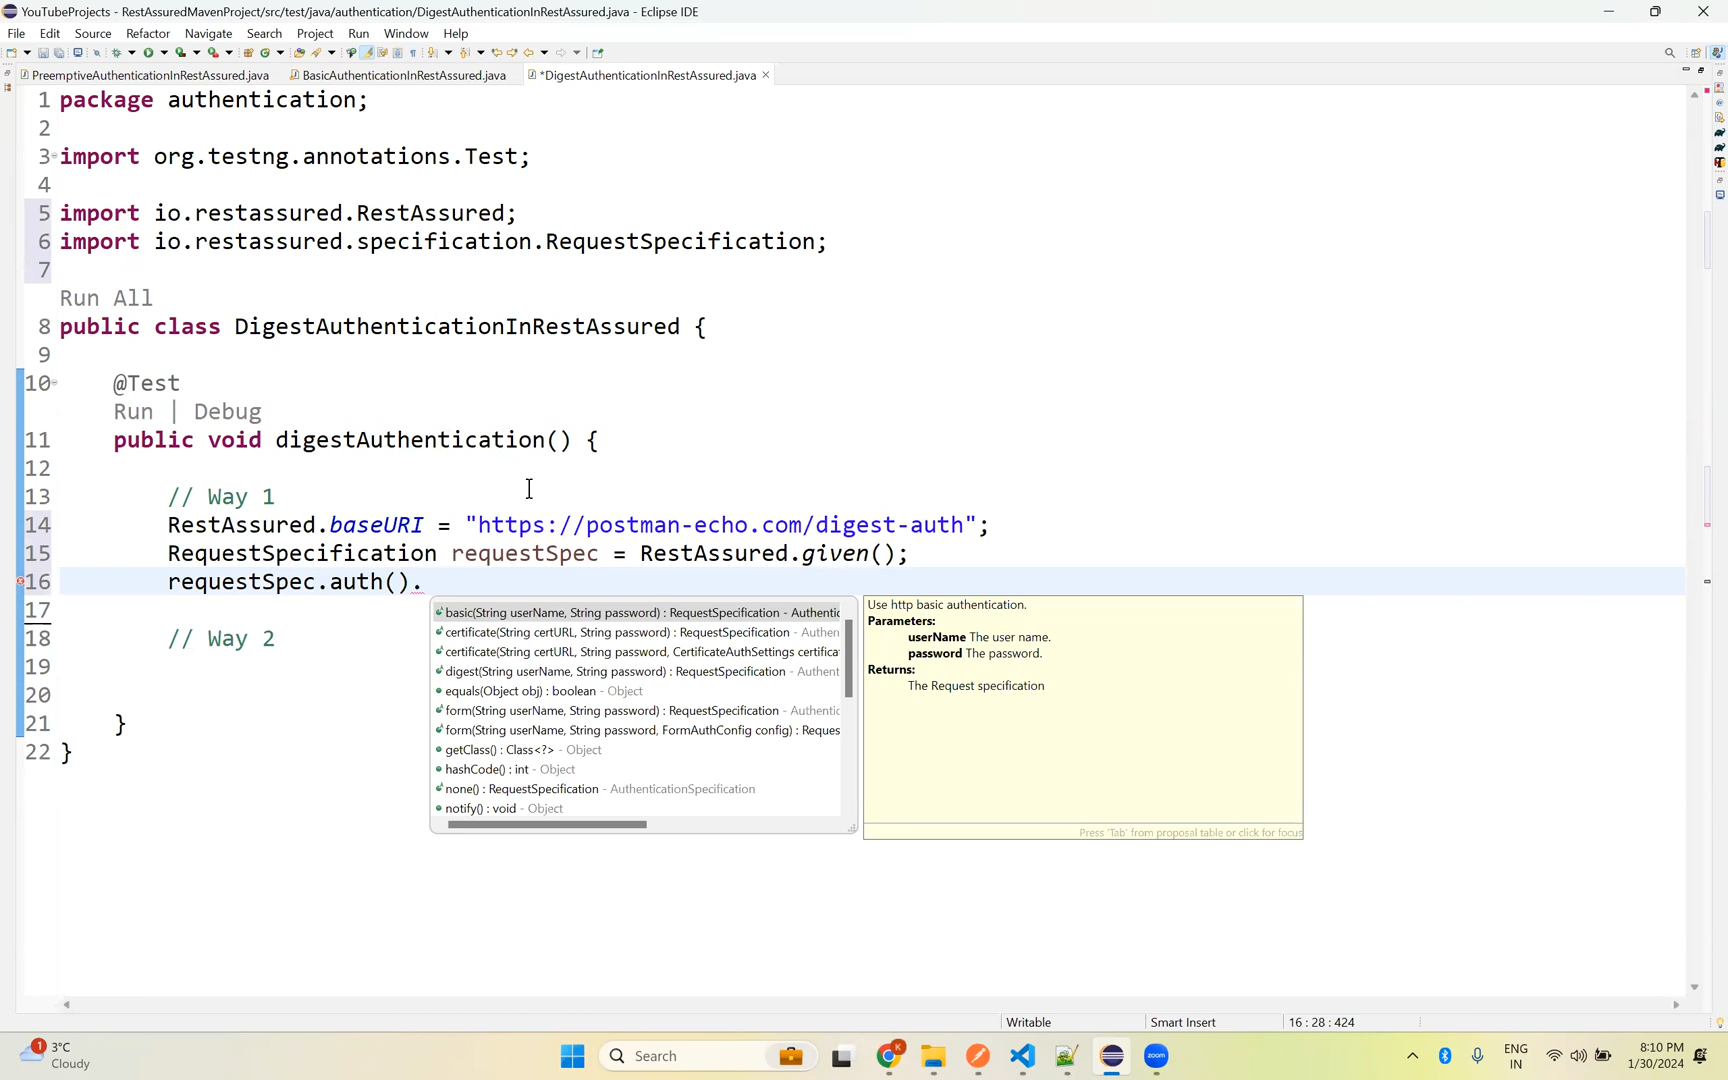 YouTubeProjects - RestAssuredMavenProject/src/test/java/authentication/DigestAuthenticationInRestAssured.java - Eclipse IDE
File Edit Source Refactor Navigate Search Project Run Window Help
PreemptiveAuthenticationInRestAssured.java BasicAuthenticationInRestAssured.java *DigestAuthenticationInRestAssured.java
1 package authentication;
2
3 import org.testng.annotations.Test;
4
5 import io.restassured.RestAssured;
6 import io.restassured.specification.RequestSpecification;
7
Run All
8 public class DigestAuthenticationInRestAssured {
9
10 @Test
Run | Debug
11 public void digestAuthentication() {
12
13 // Way 1
14 RestAssured.baseURI = "https://postman-echo.com/digest-auth";
15 RequestSpecification requestSpec = RestAssured.given();
16 requestSpec.auth().
17
18 // Way 2
19
20
21 }
22 }
basic(String userName, String password) : RequestSpecification - Authentic
certificate(String certURL, String password) : RequestSpecification - Authen
certificate(String certURL, String password, CertificateAuthSettings certifica
digest(String userName, String password) : RequestSpecification - Authent
equals(Object obj) : boolean - Object
form(String userName, String password) : RequestSpecification - Authentic
form(String userName, String password, FormAuthConfig config) : Reques
getClass() : Class<?> - Object
hashCode() : int - Object
none() : RequestSpecification - AuthenticationSpecification
notify() : void - Object
Use http basic authentication.
Parameters:
userName The user name.
password The password.
Returns:
The Request specification
Press 'Tab' from proposal table or click for focus
Writable Smart Insert 16 : 28 : 424
1 3°C
Cloudy
Search
K
zoom
ENG
IN
8:10 PM
1/30/2024